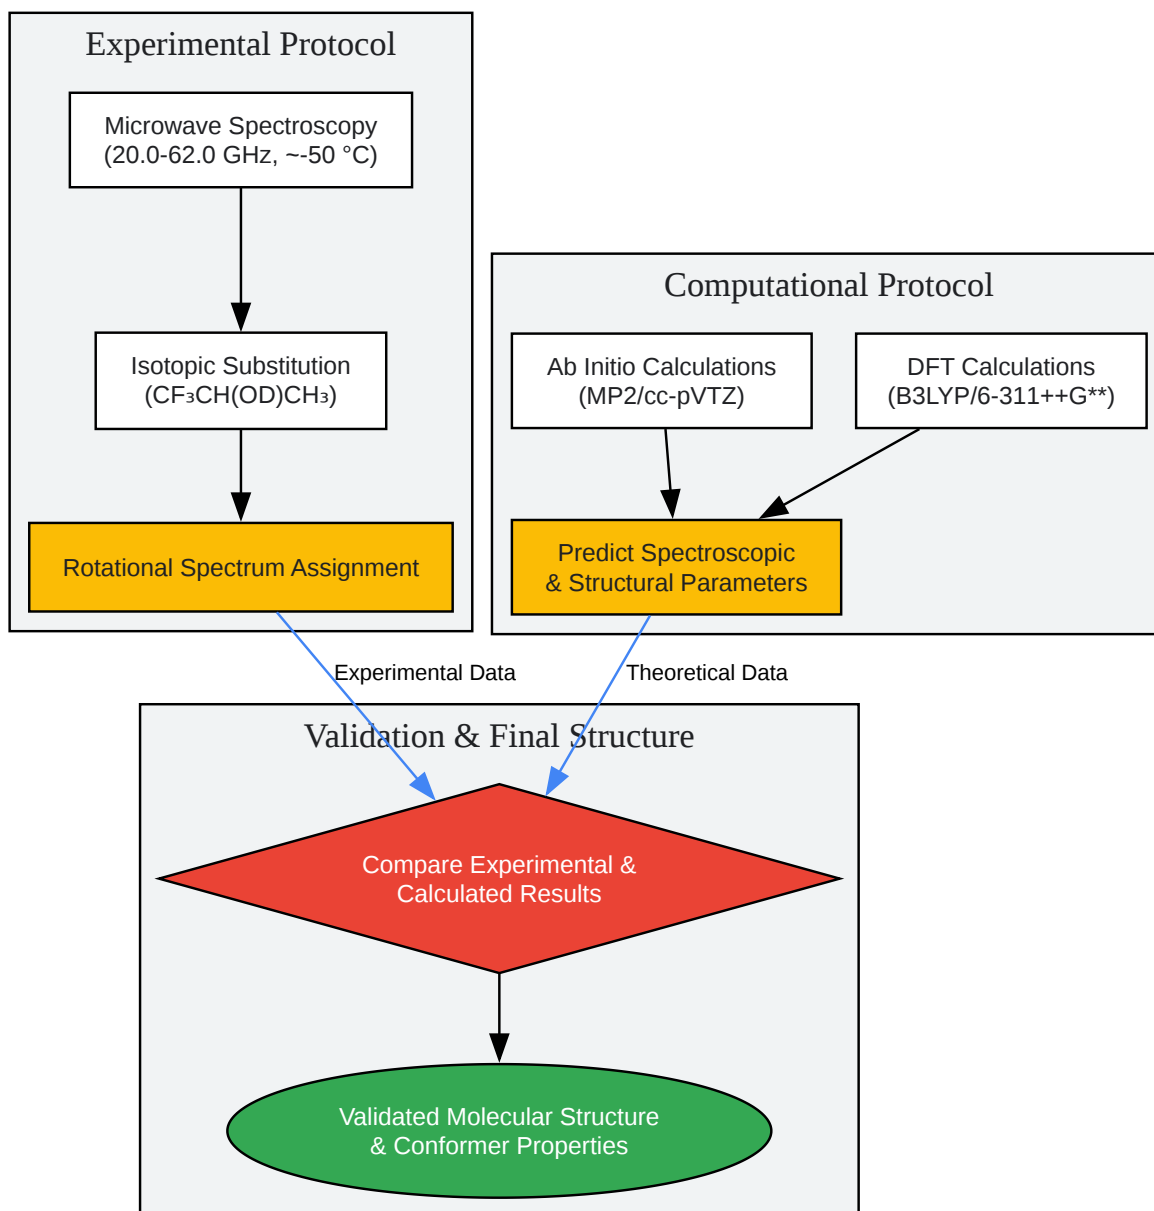 Experimental Protocol
Microwave Spectroscopy
(20.0-62.0 GHz, ~-50 °C)
Isotopic Substitution
(CF₃CH(OD)CH₃)
Rotational Spectrum Assignment
Computational Protocol
Ab Initio Calculations
(MP2/cc-pVTZ)
DFT Calculations
(B3LYP/6-311++G**)
Predict Spectroscopic
& Structural Parameters
Experimental Data
Theoretical Data
Validation & Final Structure
Compare Experimental &
Calculated Results
Validated Molecular Structure
& Conformer Properties